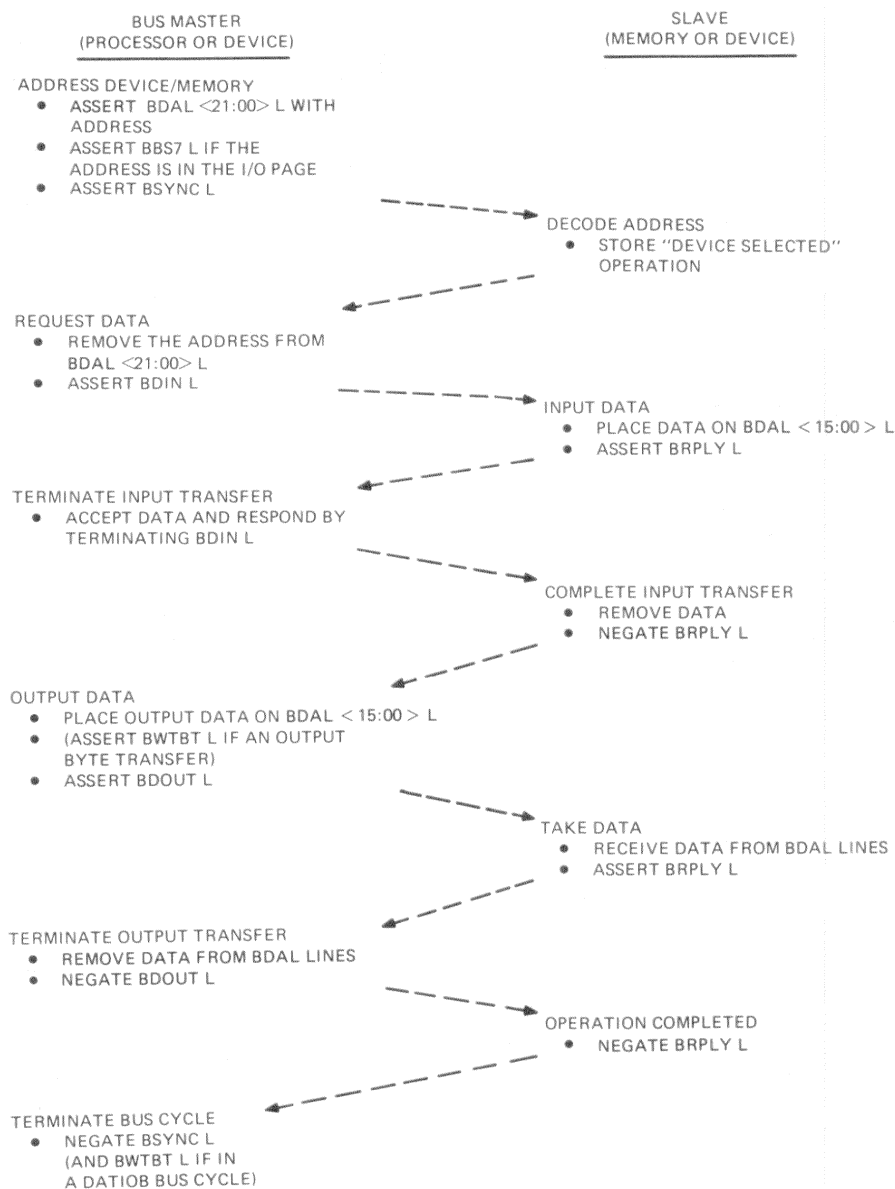 BUS MASTER
(PROCESSOR OR DEVICE)
SLAVE
(MEMORY OR DEVICE)
ADDRESS DEVICE/MEMORY
• ASSERT BDAL <21:00> L WITH
ADDRESS
• ASSERT BBS7 L IF THE
ADDRESS IS IN THE I/O PAGE
• ASSERT BSYNC L
DECODE ADDRESS
• STORE "DEVICE SELECTED"
OPERATION
REQUEST DATA
• REMOVE THE ADDRESS FROM
BDAL <21:00> L
• ASSERT BDIN L
INPUT DATA
• PLACE DATA ON BDAL < 15:00 > L
• ASSERT BRPLY L
TERMINATE INPUT TRANSFER
• ACCEPT DATA AND RESPOND BY
TERMINATING BDIN L
COMPLETE INPUT TRANSFER
• REMOVE DATA
• NEGATE BRPLY L
OUTPUT DATA
• PLACE OUTPUT DATA ON BDAL < 15:00 > L
• (ASSERT BWTBT L IF AN OUTPUT
BYTE TRANSFER)
• ASSERT BDOUT L
TAKE DATA
• RECEIVE DATA FROM BDAL LINES
• ASSERT BRPLY L
TERMINATE OUTPUT TRANSFER
• REMOVE DATA FROM BDAL LINES
• NEGATE BDOUT L
OPERATION COMPLETED
• NEGATE BRPLY L
TERMINATE BUS CYCLE
• NEGATE BSYNC L
(AND BWTBT L IF IN
A DATIOB BUS CYCLE)